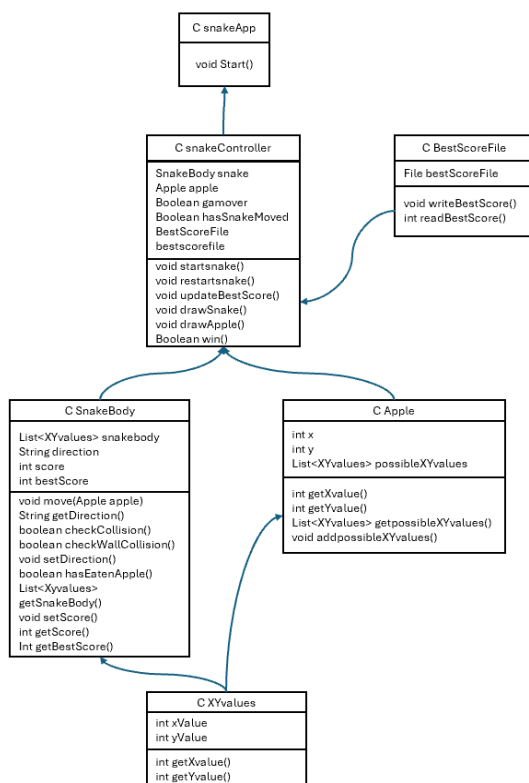 C snakeApp
void Start()
C snakeController
SnakeBody snake
Apple apple
Boolean gamover
Boolean hasSnakeMoved
BestScoreFile
bestscorefile
void startsnake()
void restartsnake()
void updateBestScore()
void drawSnake()
void drawApple()
Boolean win()
C BestScoreFile
File bestScoreFile
void writeBestScore()
int readBestScore()
C SnakeBody
List<XYvalues> snakebody
String direction
int score
int bestScore
void move(Apple apple)
String getDirection()
boolean checkCollision()
boolean checkWallCollision()
void setDirection()
boolean hasEatenApple()
List<Xyvalues>
getSnakeBody()
void setScore()
int getScore()
Int getBestScore()
C Apple
int x
int y
List<XYvalues> possibleXYvalues
int getXvalue()
int getYvalue()
List<XYvalues> getpossibleXYvalues()
void addpossibleXYvalues()
C XYvalues
int xValue
int yValue
int getXvalue()
int getYvalue()